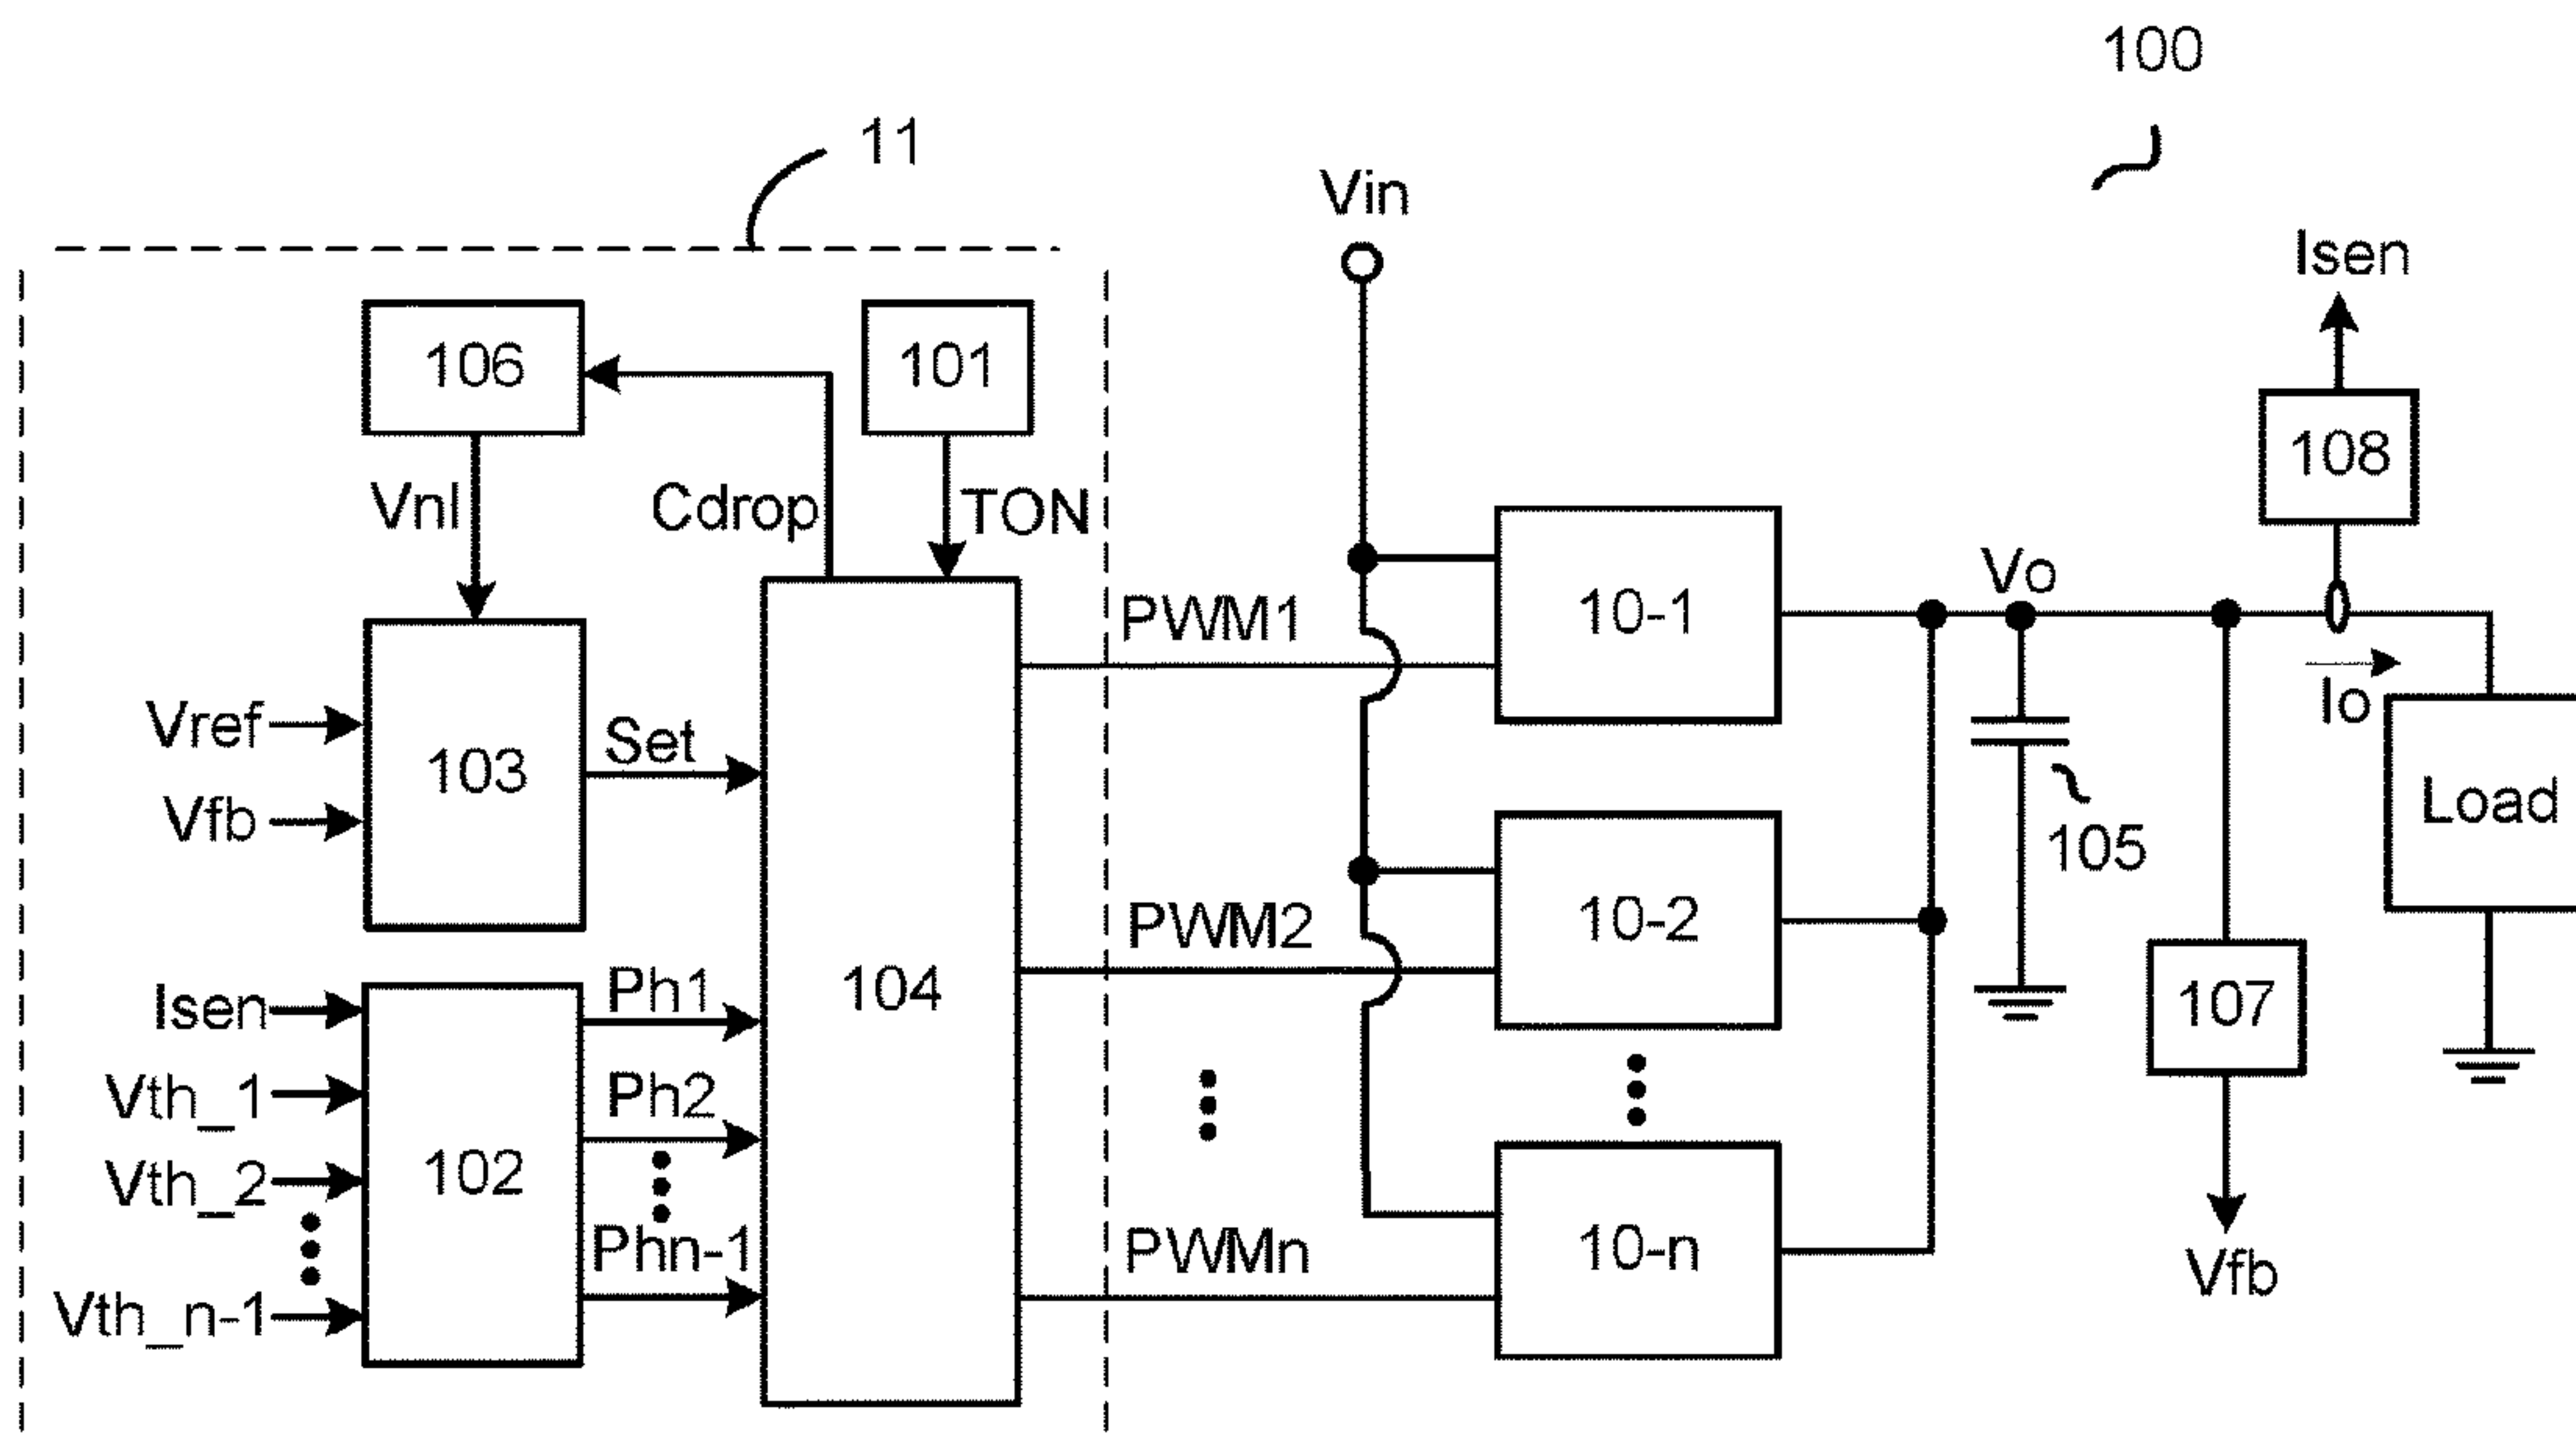 100
11
Vin
Isen
106
101
108
Vnl
Cdrop
TON
10-1
Vo
PWM1
Io
Vref
Set
103
Vfb
Load
105
10-2
PWM2
104
107
Isen
Ph1
Vth_1
Ph2
102
Vth_2
Phn-1
PWMn
10-n
Vfb
Vth_n-1